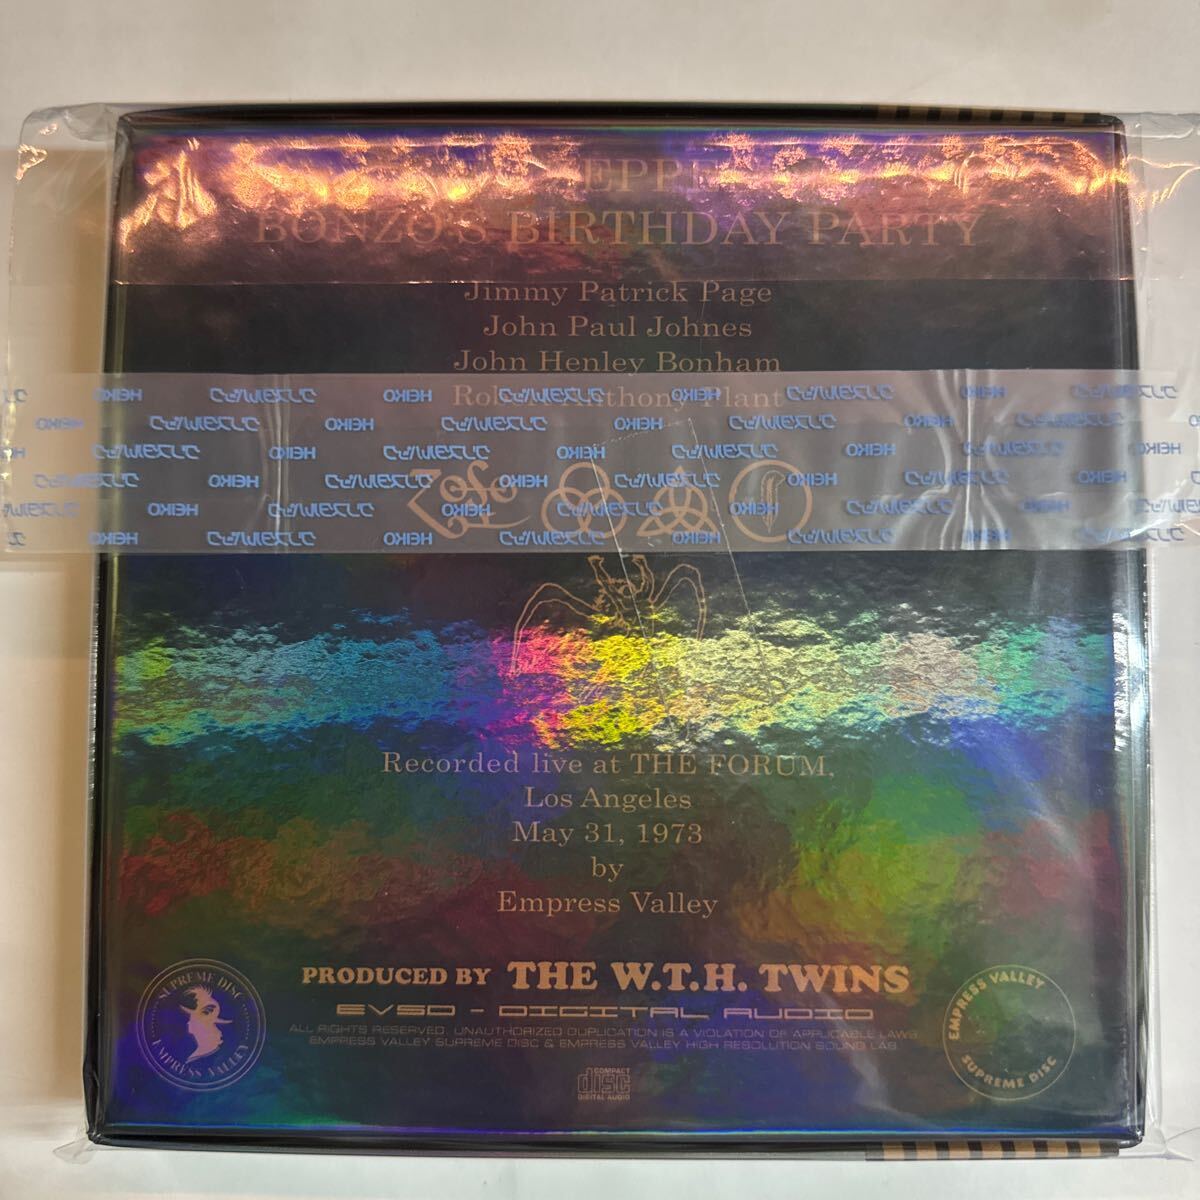 EPPE
BONZO'S BIRTHDAY PARTY
Jimmy Patrick Page
John Paul Johnes
John Henley Bonham
Anthony Plant
HEIKO
Recorded live at THE FORUM,
Los Angeles
May 31, 1973
by
Empress Valley
PRODUCED BY THE W.T.H. TWINS
EVSD - DIGITAL AUDIO
ALL RIGHTS RESERVED. UNAUTHORIZED DUPLICATION IS A VIOLATION OF APPLICABLE LAWS.
EMPRESS VALLEY SUPREME DISC & EMPRESS VALLEY HIGH RESOLUTION SOUND LAB.
SUPREME DISC
EMPRESS VALLEY
EMPRESS VALLEY
SUPREME DISC
COMPACT
disc
DIGITAL AUDIO